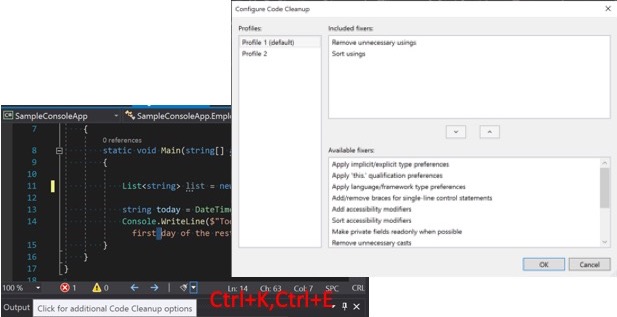 Configure Code Cleanup
Profiles:
Profile 1 (default)
Profile 2
Included fixers:
Remove unnecessary usings
Sort usings
Available fixers:
Apply implicit/explicit type preferences
Apply 'this.' qualification preferences
Apply language/framework type preferences
Add/remove braces for single-line control statements
Add accessibility modifiers
Sort accessibility modifiers
Make private fields readonly when possible
Remove unnecessary casts
OK Cancel
SampleConsoleApp SampleConsoleApp.Emplo
7 {
0 references
8 static void Main(string[]
9 {
10
11 List<string> list = new
12
13 string today = DateTime
14 Console.WriteLine($"To
first day of the rest
15 }
16 }
17 }
18
100 % 1 0 Ln: 14 Ch: 63 Col: 7 SPC CRL
Ctrl+K,Ctrl+E
Output Click for additional Code Cleanup options